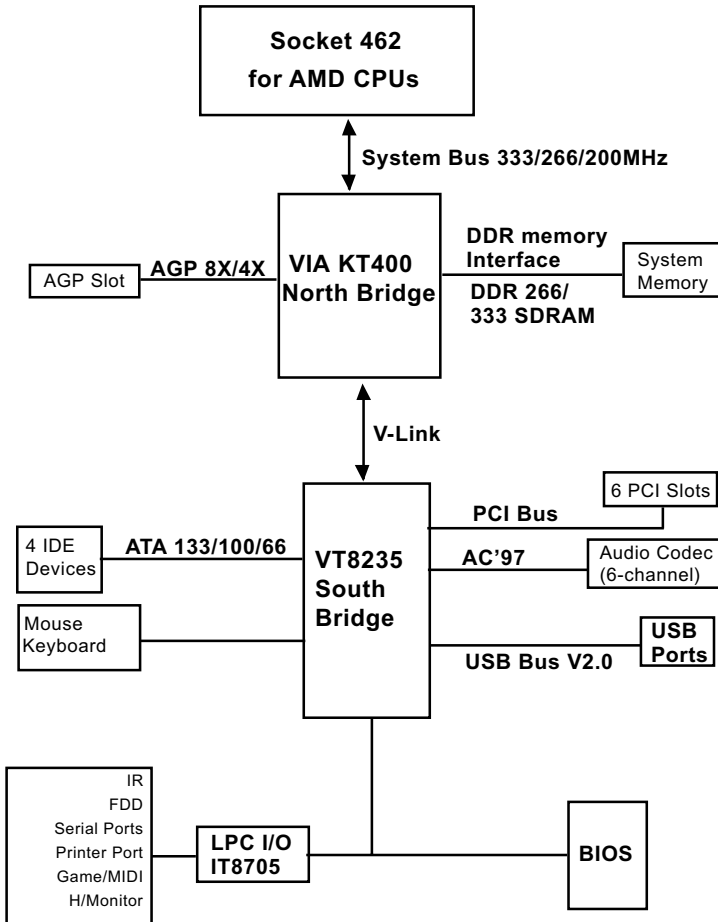 Socket 462
for AMD CPUs
System Bus 333/266/200MHz
AGP Slot
AGP 8X/4X
VIA KT400
North Bridge
DDR memory
Interface
DDR 266/
333 SDRAM
System
Memory
V-Link
6 PCI Slots
PCI Bus
4 IDE
Devices
ATA 133/100/66
VT8235
South
Bridge
AC’97
Audio Codec
(6-channel)
Mouse
Keyboard
USB Bus V2.0
USB
Ports
IR
FDD
Serial Ports
Printer Port
Game/MIDI
H/Monitor
LPC I/O
IT8705
BIOS